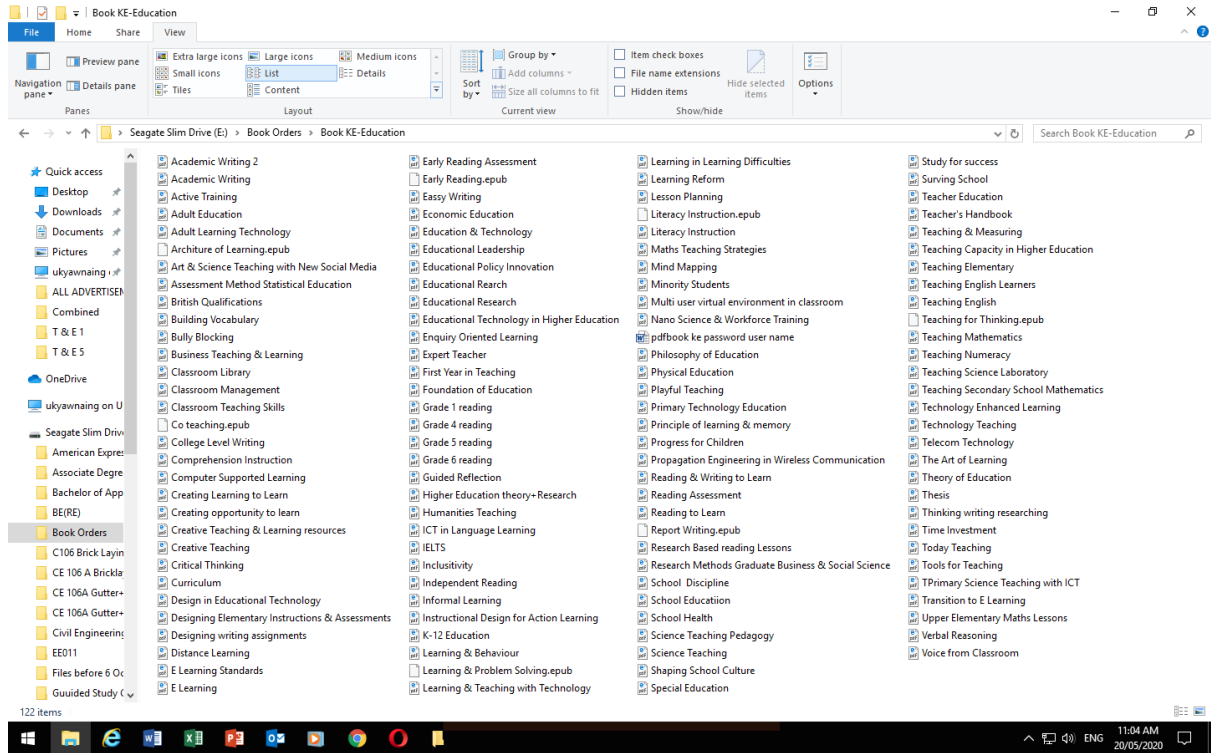 Book KE-Education
File Home Share View
Preview pane
Navigation pane
Details pane
Panes
Extra large icons Large icons Medium icons
Small icons List Details
Tiles Content
Layout
Sort by
Group by
Add columns
Size all columns to fit
Current view
Item check boxes
File name extensions
Hidden items
Hide selected items
Show/hide
Options
Seagate Slim Drive (E:) > Book Orders > Book KE-Education
Search Book KE-Education
Quick access
Desktop
Downloads
Documents
Pictures
ukyawning
ALL ADVERTISEN
Combined
T & E 1
T & E 5
OneDrive
ukyawnaing on U
Seagate Slim Driv
American Expres
Associate Degre
Bachelor of App
BE(RE)
Book Orders
C106 Brick Layin
CE 106 A Brickla
CE 106A Gutter+
CE 106A Gutter+
Civil Engineering
EE011
Files before 6 Oc
Guuided Study
Academic Writing 2
Academic Writing
Active Training
Adult Education
Adult Learning Technology
Architure of Learning.epub
Art & Science Teaching with New Social Media
Assessment Method Statistical Education
British Qualifications
Building Vocabulary
Bully Blocking
Business Teaching & Learning
Classroom Library
Classroom Management
Classroom Teaching Skills
Co teaching.epub
College Level Writing
Comprehension Instruction
Computer Supported Learning
Creating Learning to Learn
Creating opportunity to learn
Creative Teaching & Learning resources
Creative Teaching
Critical Thinking
Curriculum
Design in Educational Technology
Designing Elementary Instructions & Assessments
Designing writing assignments
Distance Learning
E Learning Standards
E Learning
Early Reading Assessment
Early Reading.epub
Eassy Writing
Economic Education
Education & Technology
Educational Leadership
Educational Policy Innovation
Educational Rearch
Educational Research
Educational Technology in Higher Education
Enquiry Oriented Learning
Expert Teacher
First Year in Teaching
Foundation of Education
Grade 1 reading
Grade 4 reading
Grade 5 reading
Grade 6 reading
Guided Reflection
Higher Education theory+Research
Humanities Teaching
ICT in Language Learning
IELTS
Inclusitivity
Independent Reading
Informal Learning
Instructional Design for Action Learning
K-12 Education
Learning & Behaviour
Learning & Problem Solving.epub
Learning & Teaching with Technology
Learning in Learning Difficulties
Learning Reform
Lesson Planning
Literacy Instruction.epub
Literacy Instruction
Maths Teaching Strategies
Mind Mapping
Minority Students
Multi user virtual environment in classroom
Nano Science & Workforce Training
pdfbook ke password user name
Philosophy of Education
Physical Education
Playful Teaching
Primary Technology Education
Principle of learning & memory
Progress for Children
Propagation Engineering in Wireless Communication
Reading & Writing to Learn
Reading Assessment
Reading to Learn
Report Writing.epub
Research Based reading Lessons
Research Methods Graduate Business & Social Science
School Discipline
School Educatiion
School Health
Science Teaching Pedagogy
Science Teaching
Shaping School Culture
Special Education
Study for success
Surving School
Teacher Education
Teacher's Handbook
Teaching & Measuring
Teaching Capacity in Higher Education
Teaching Elementary
Teaching English Learners
Teaching English
Teaching for Thinking.epub
Teaching Mathematics
Teaching Numeracy
Teaching Science Laboratory
Teaching Secondary School Mathematics
Technology Enhanced Learning
Technology Teaching
Telecom Technology
The Art of Learning
Theory of Education
Thesis
Thinking writing researching
Time Investment
Today Teaching
Tools for Teaching
TPrimary Science Teaching with ICT
Transition to E Learning
Upper Elementary Maths Lessons
Verbal Reasoning
Voice from Classroom
122 items
ENG
11:04 AM
20/05/2020